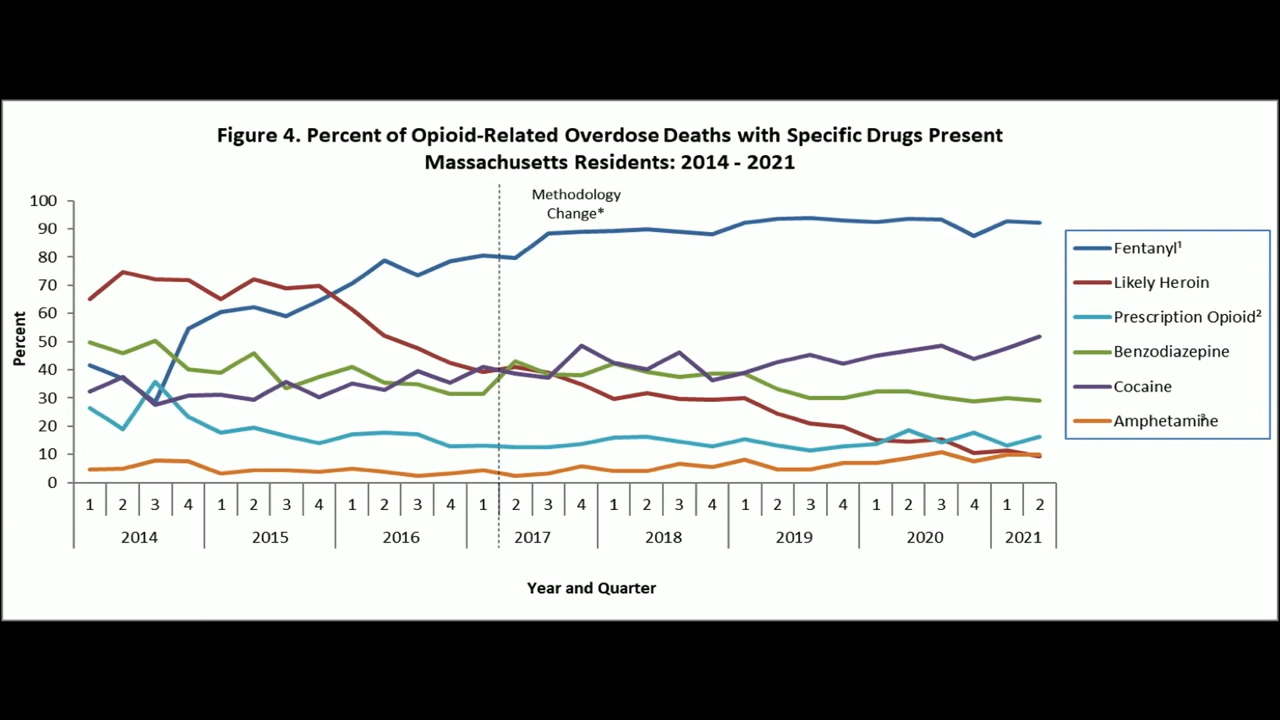 Figure 4. Percent of Opioid-Related Overdose Deaths with Specific Drugs Present
Massachusetts Residents: 2014 - 2021
Methodology
Change*
100
90
80
70
60
50
40
30
20
10
0
Percent
1 2 3 4 1 2 3 4 1 2 3 4 1 2 3 4 1 2 3 4 1 2 3 4 1 2 3 4 1 2
2014 2015 2016 2017 2018 2019 2020 2021
Year and Quarter
Fentanyl¹
Likely Heroin
Prescription Opioid²
Benzodiazepine
Cocaine
Amphetamine